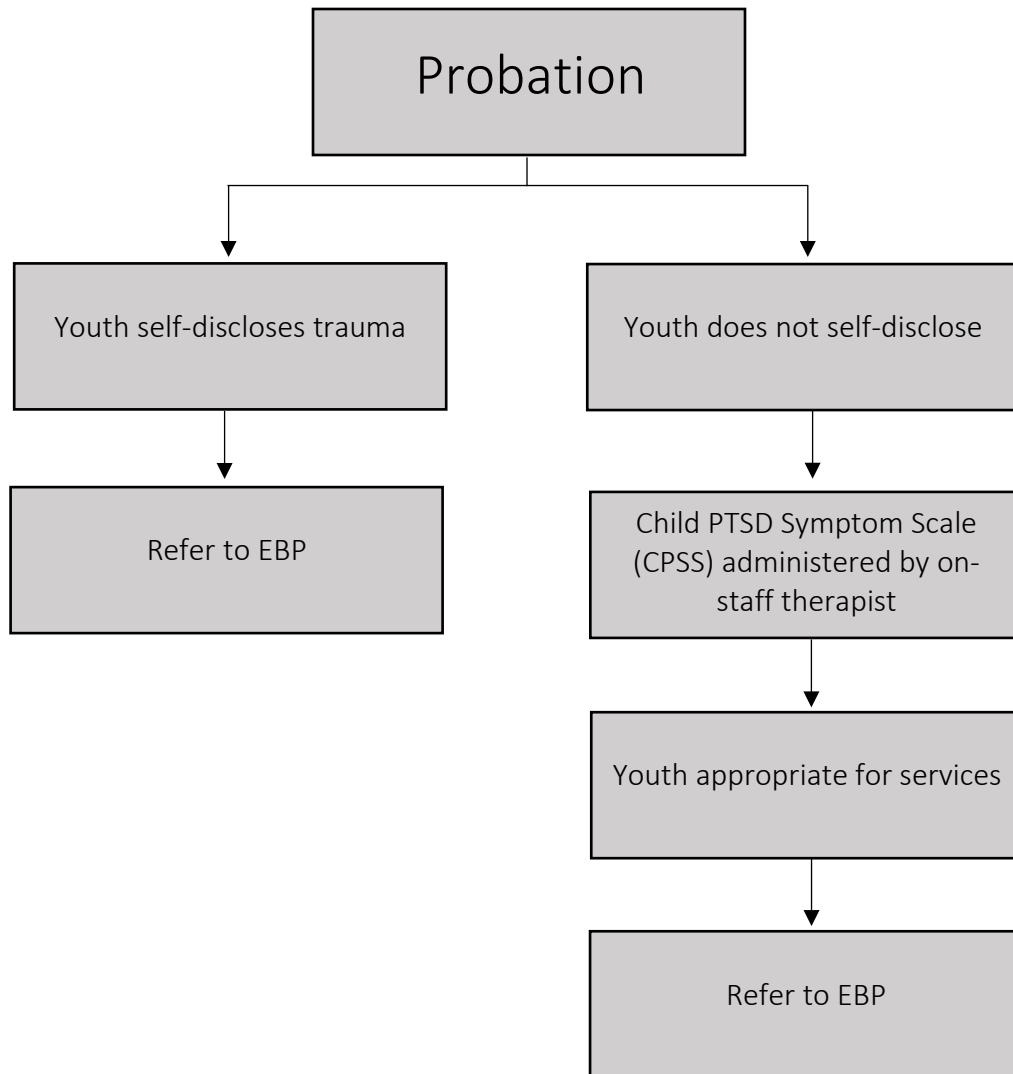 Probation
Youth self-discloses trauma
Youth does not self-disclose
Refer to EBP
Child PTSD Symptom Scale
(CPSS) administered by on-
staff therapist
Youth appropriate for services
Refer to EBP